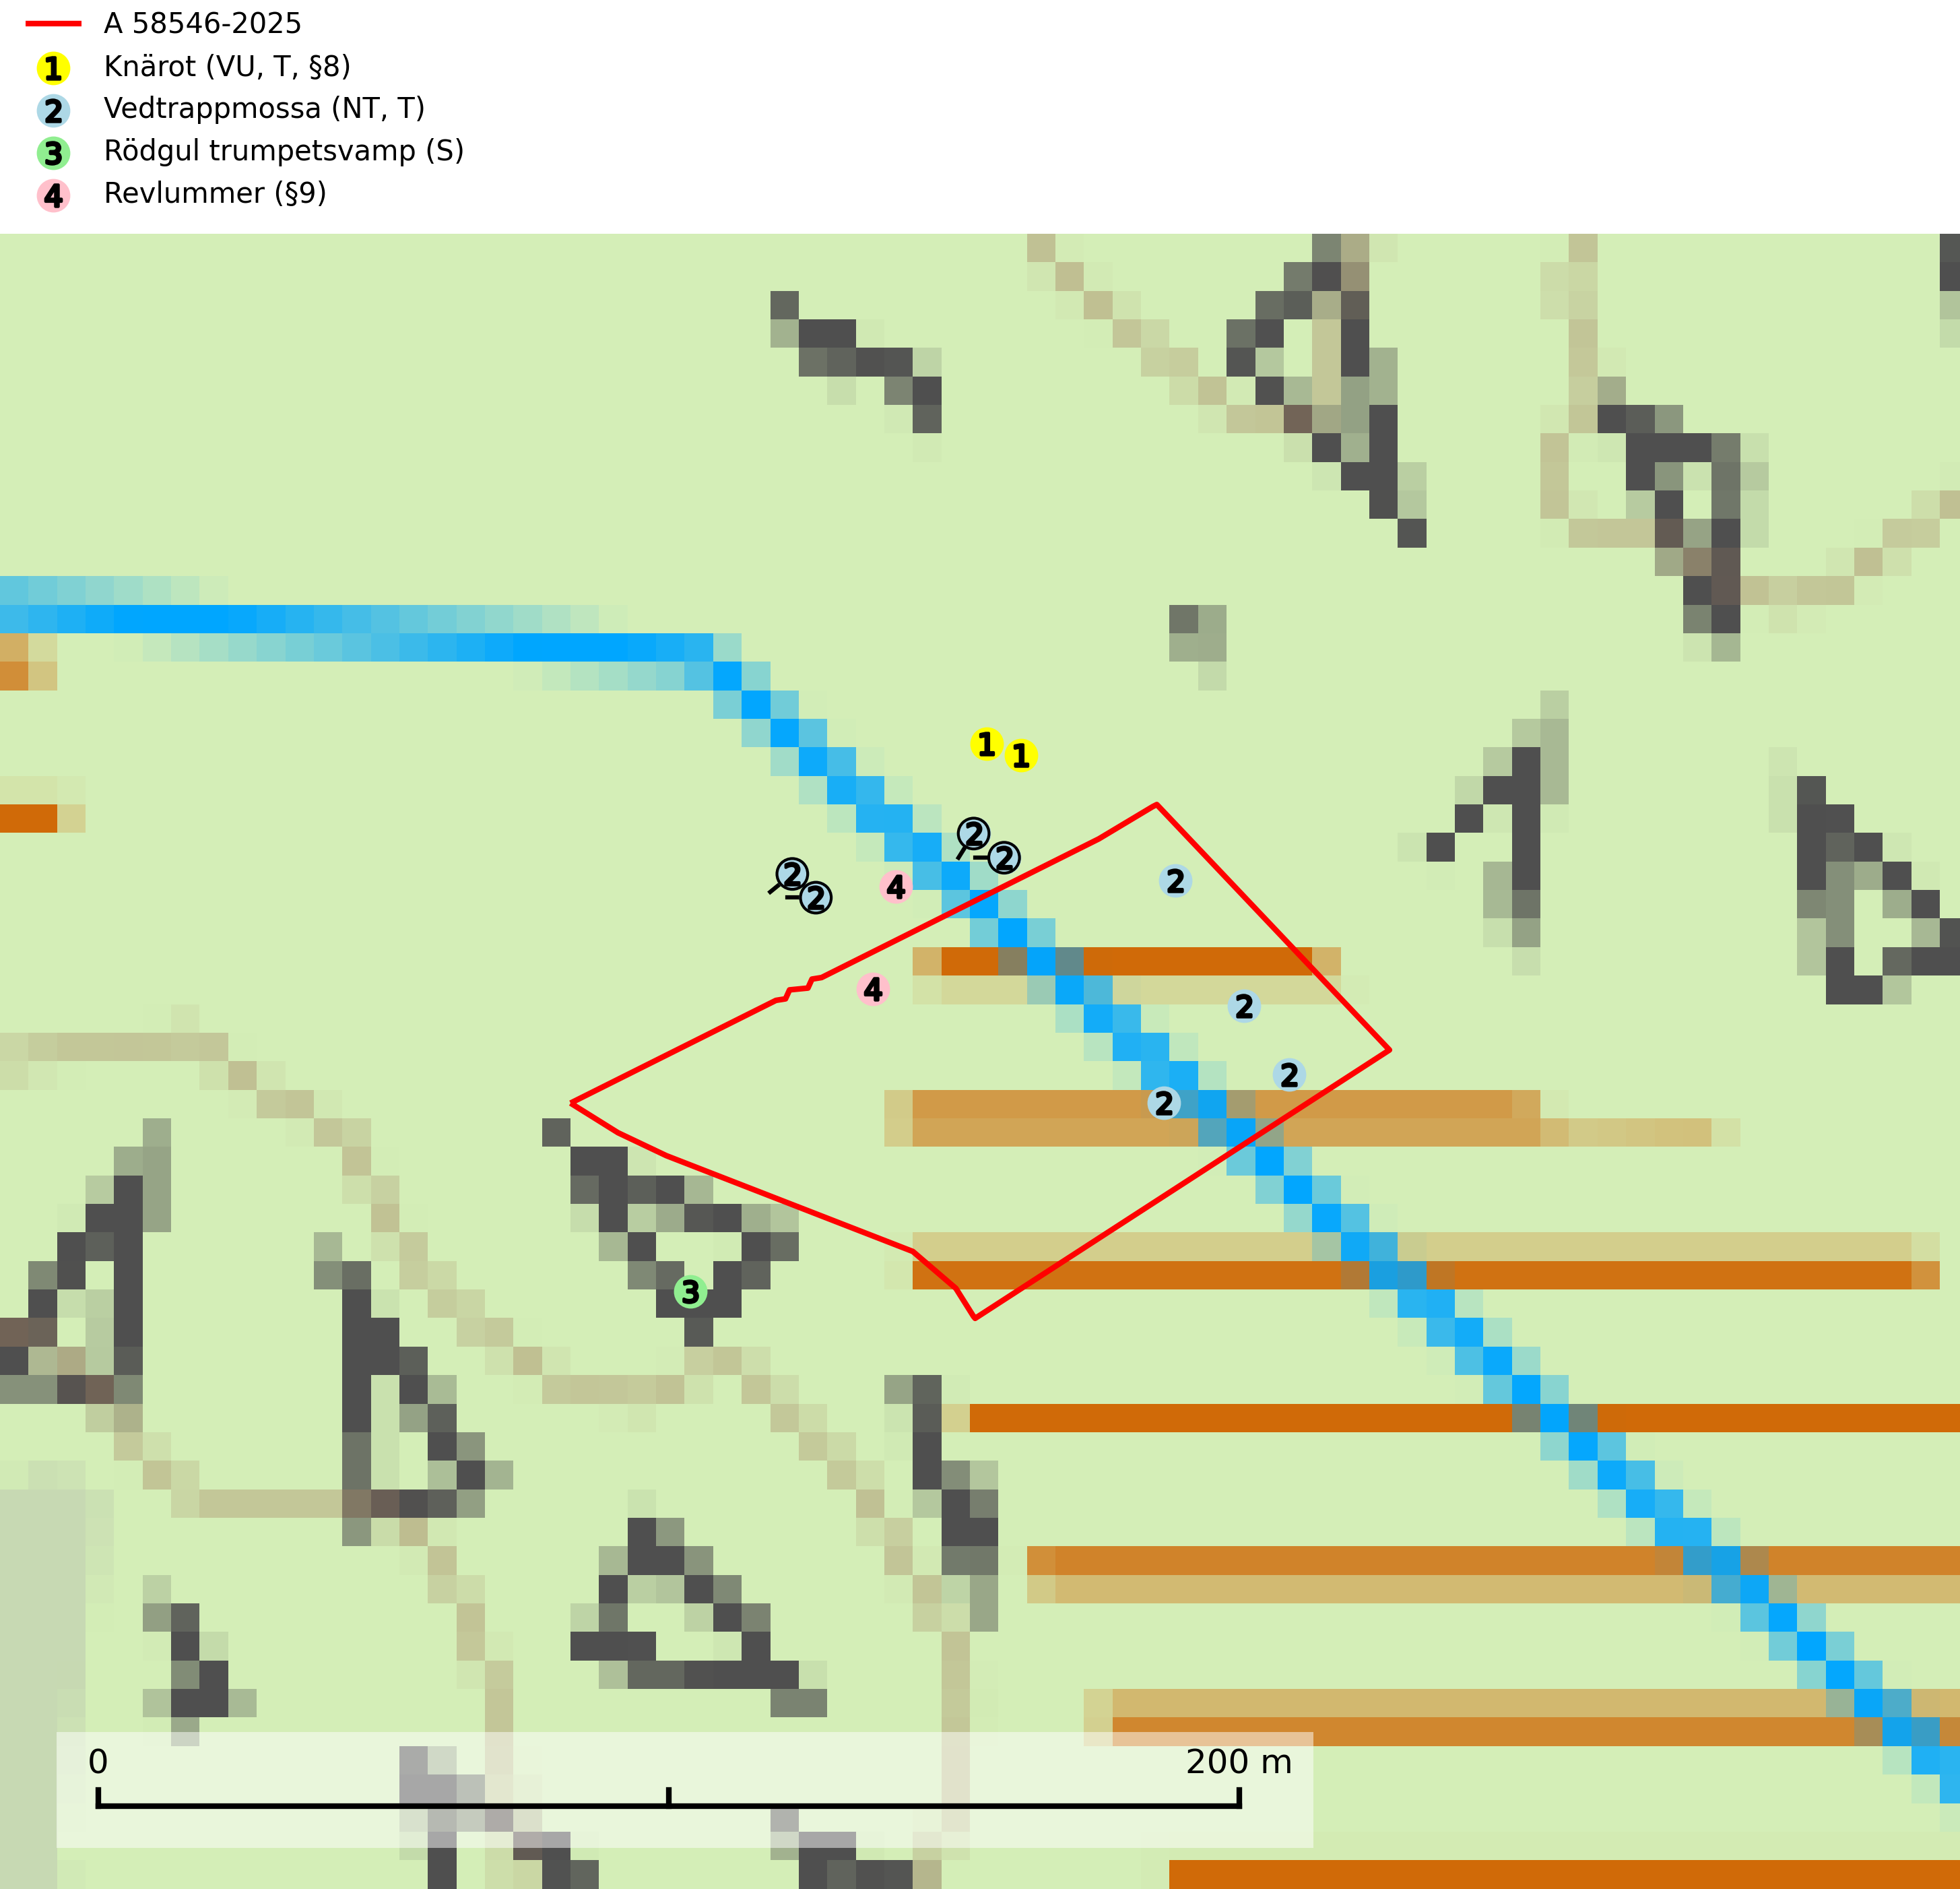 A 58546-2025
1 Knärot (VU, T, §8)
2 Vedtrappmossa (NT, T)
3 Rödgul trumpetsvamp (S)
4 Revlummer (§9)
1
1
2
2
2
2
4
2
4
2
2
2
3
0 200 m